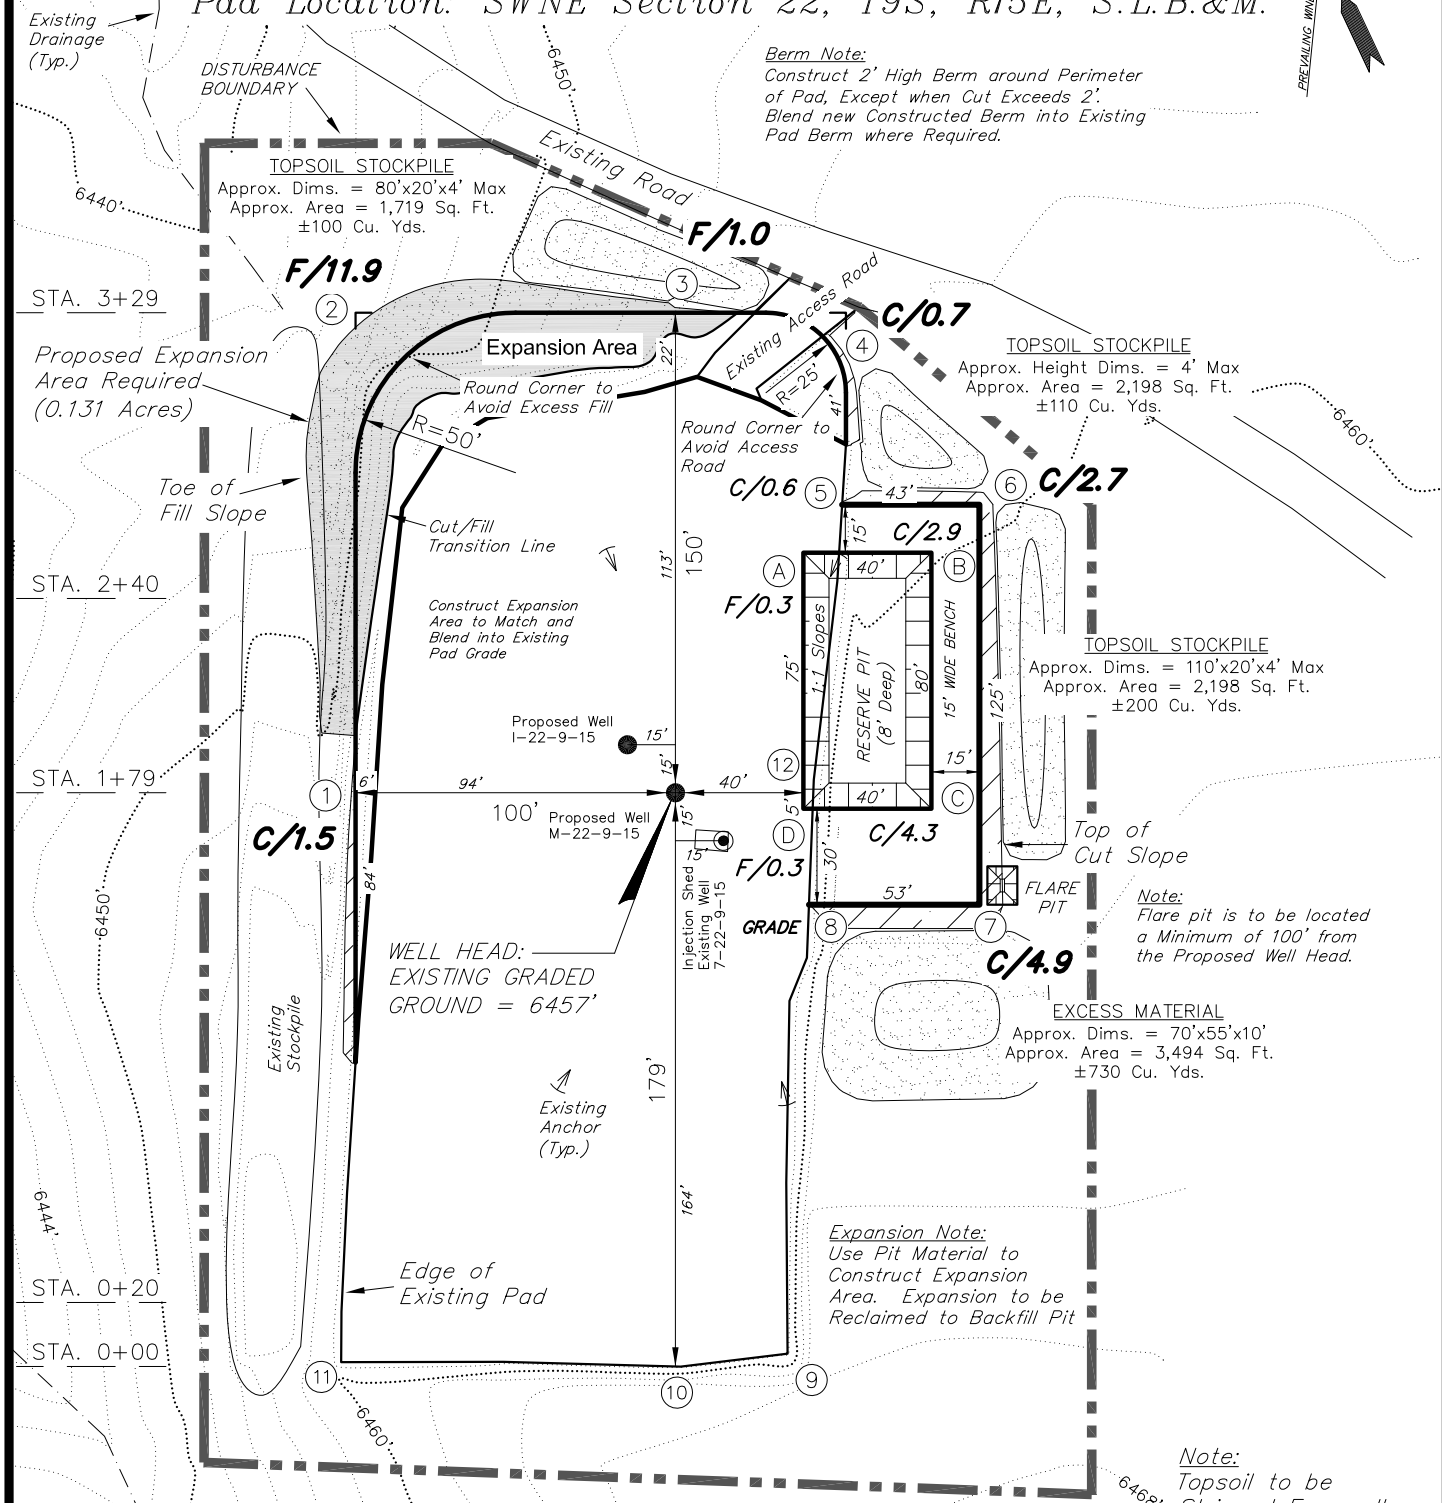 Pad Location: SWNE Section 22, T9S, R15E, S.L.B.&M.
Existing
Drainage
(Typ.)
DISTURBANCE
BOUNDARY
6450'
Berm Note:
Construct 2' High Berm around Perimeter
of Pad, Except when Cut Exceeds 2'.
Blend new Constructed Berm into Existing
Pad Berm where Required.
PREVAILING
Existing Road
TOPSOIL STOCKPILE
Approx. Dims. = 80'x20'x4' Max
Approx. Area = 1,719 Sq. Ft.
±100 Cu. Yds.
6440'
F/1.0
F/11.9
2
3
STA. 3+29
Existing Access Road
C/0.7
4
Proposed Expansion
Area Required
(0.131 Acres)
Expansion Area
22'
Round Corner to
Avoid Excess Fill
R=50'
R=25'
41'
Round Corner to
Avoid Access
Road
TOPSOIL STOCKPILE
Approx. Height Dims. = 4' Max
Approx. Area = 2,198 Sq. Ft.
±110 Cu. Yds.
6460'
Toe of
Fill Slope
C/0.6
5
43'
6
C/2.7
Cut/Fill
Transition Line
113'
150'
15'
C/2.9
STA. 2+40
A
40'
B
F/0.3
Construct Expansion
Area to Match and
Blend into Existing
Pad Grade
75'
1:1 Slopes
RESERVE PIT
(8' Deep)
80'
15' WIDE BENCH
125'
TOPSOIL STOCKPILE
Approx. Dims. = 110'x20'x4' Max
Approx. Area = 2,198 Sq. Ft.
±200 Cu. Yds.
Proposed Well
I-22-9-15
15'
15'
12
15'
STA. 1+79
1
6'
94'
100'
40'
5'
40'
C
Proposed Well
M-22-9-15
15'
15'
D
C/4.3
C/1.5
84'
F/0.3
30'
Top of
Cut Slope
Injection Shed
Existing Well
7-22-9-15
53'
FLARE
PIT
Note:
Flare pit is to be located
a Minimum of 100' from
the Proposed Well Head.
6450'
GRADE
8
7
C/4.9
WELL HEAD:
EXISTING GRADED
GROUND = 6457'
Existing
Stockpile
EXCESS MATERIAL
Approx. Dims. = 70'x55'x10'
Approx. Area = 3,494 Sq. Ft.
±730 Cu. Yds.
179'
Existing
Anchor
(Typ.)
164'
6444'
Expansion Note:
Use Pit Material to
Construct Expansion
Area. Expansion to be
Reclaimed to Backfill Pit
Edge of
Existing Pad
STA. 0+20
STA. 0+00
11
10
9
6460'
6468'
Note:
Topsoil to be